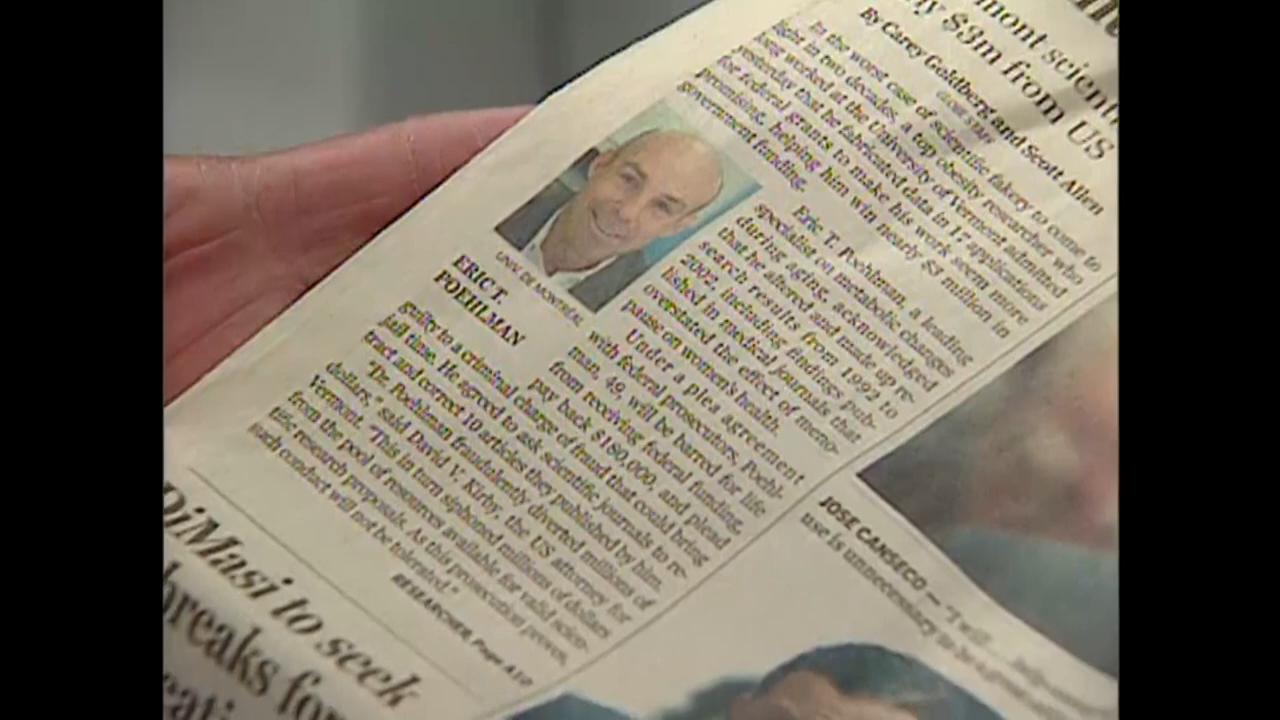 mont scient
$3m from US
By Carey Goldberg and Scott Allen
GLOBE STAFF
In the worst case of scientific fakery to come to
light in two decades, a top obesity researcher who
long worked at the University of Vermont admitted
yesterday that he fabricated data in 17 applications
for federal grants to make his work seem more
promising, helping him win nearly $3 million in
government funding.
Eric T. Poehlman, a leading
specialist on metabolic changes
during aging, acknowledged
that he altered and made up re-
search results from 1992 to
2002, including findings pub-
lished in medical journals that
overstated the effect of meno-
pause on women's health.
Under a plea agreement
with federal prosecutors, Poehl-
man, 49, will be barred for life
from receiving federal funding,
pay back $180,000, and plead
guilty to a criminal charge of fraud that could bring
jail time. He agreed to ask scientific journals to re-
tract and correct 10 articles they published by him.
"Dr. Poehlman fraudulently diverted millions of
dollars," said David V. Kirby, the US attorney for
Vermont. "This in turn siphoned millions of dollars
from the pool of resources available for valid scien-
tific research proposals. As this prosecution proves,
such conduct will not be tolerated."
RESEARCHER, Page A10
UNIV. DE MONTREAL
ERIC T.
POEHLMAN
DiMasi to seek
breaks for
JOSE CANSECO — "I will
use is unnecessary